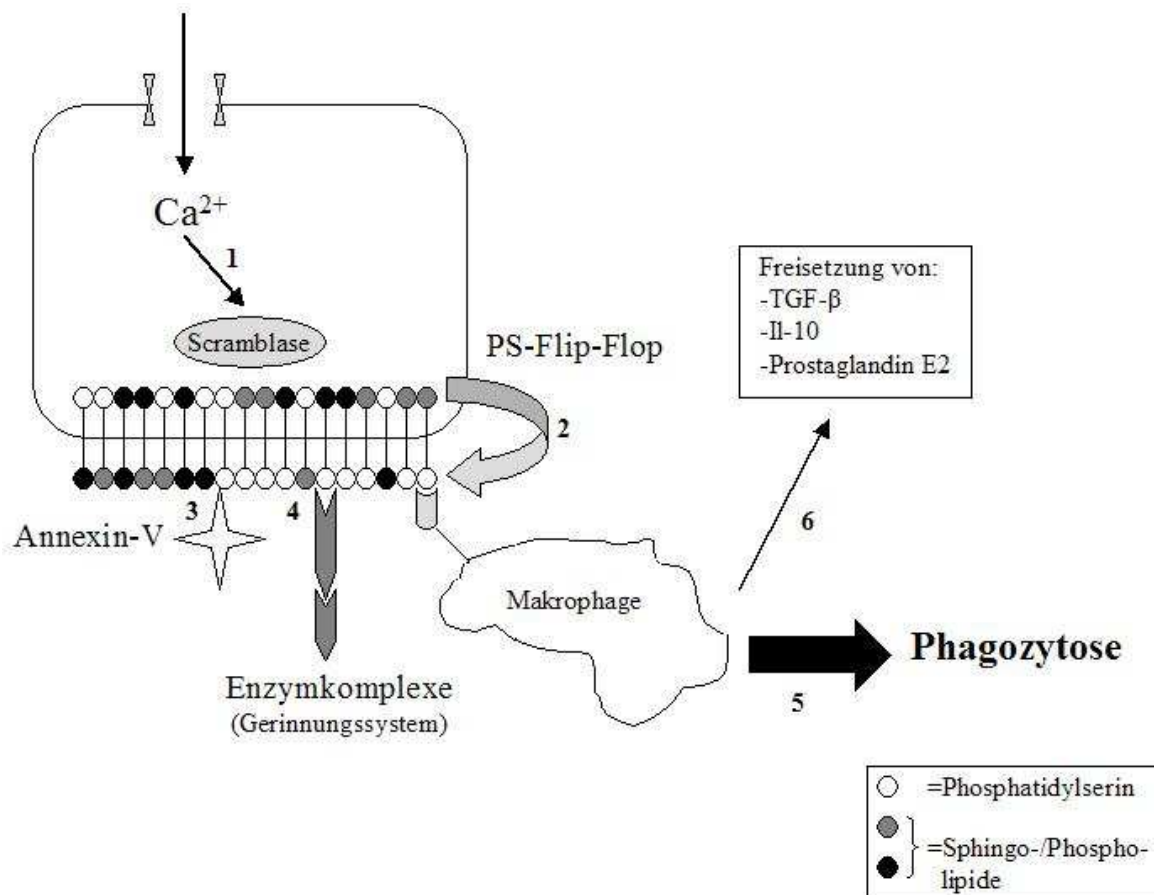 Ca²⁺
1
Scramblase
PS-Flip-Flop
2
3
4
Annexin-V
Enzymkomplexe
(Gerinnungssystem)
Makrophage
Freisetzung von:
-TGF-β
-Il-10
-Prostaglandin E2
6
Phagozytose
5
=Phosphatidylserin
=Sphingo-/Phospho-
lipide